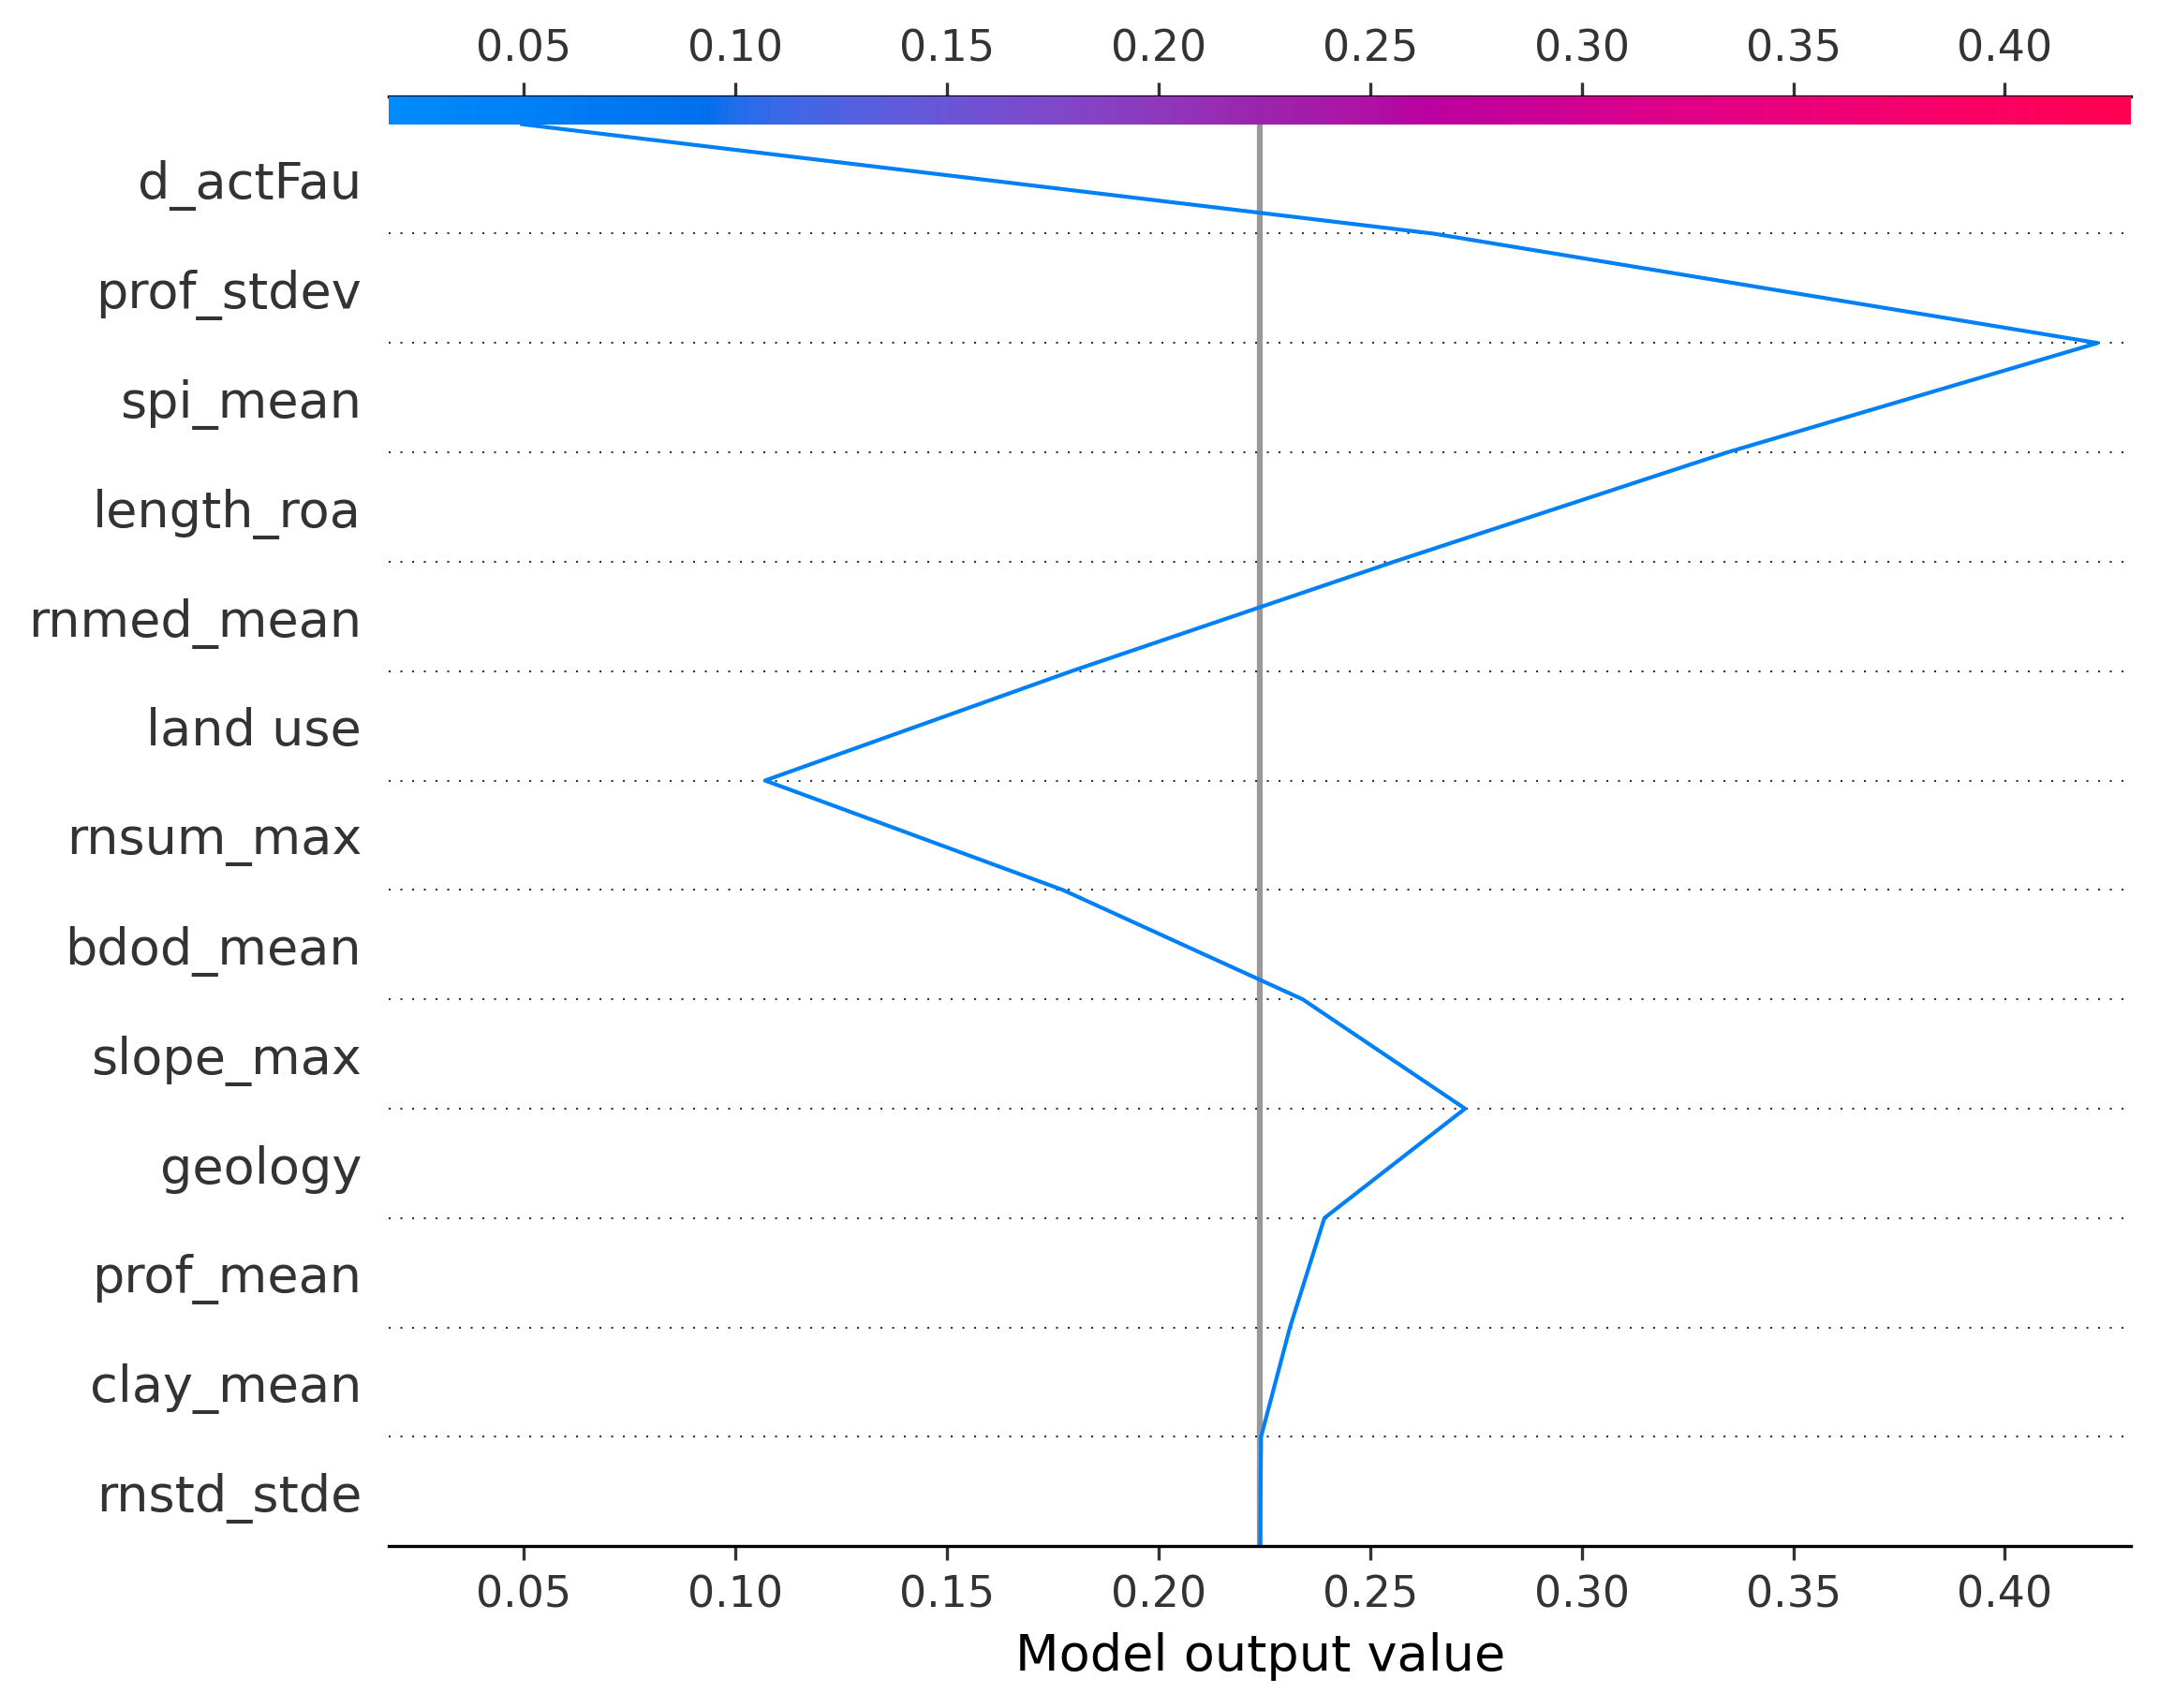 0.05 0.10 0.15 0.20 0.25 0.30 0.35 0.40
d_actFau
prof_stdev
spi_mean
length_roa
rnmed_mean
land use
rnsum_max
bdod_mean
slope_max
geology
prof_mean
clay_mean
rnstd_stde
0.05 0.10 0.15 0.20 0.25 0.30 0.35 0.40
Model output value